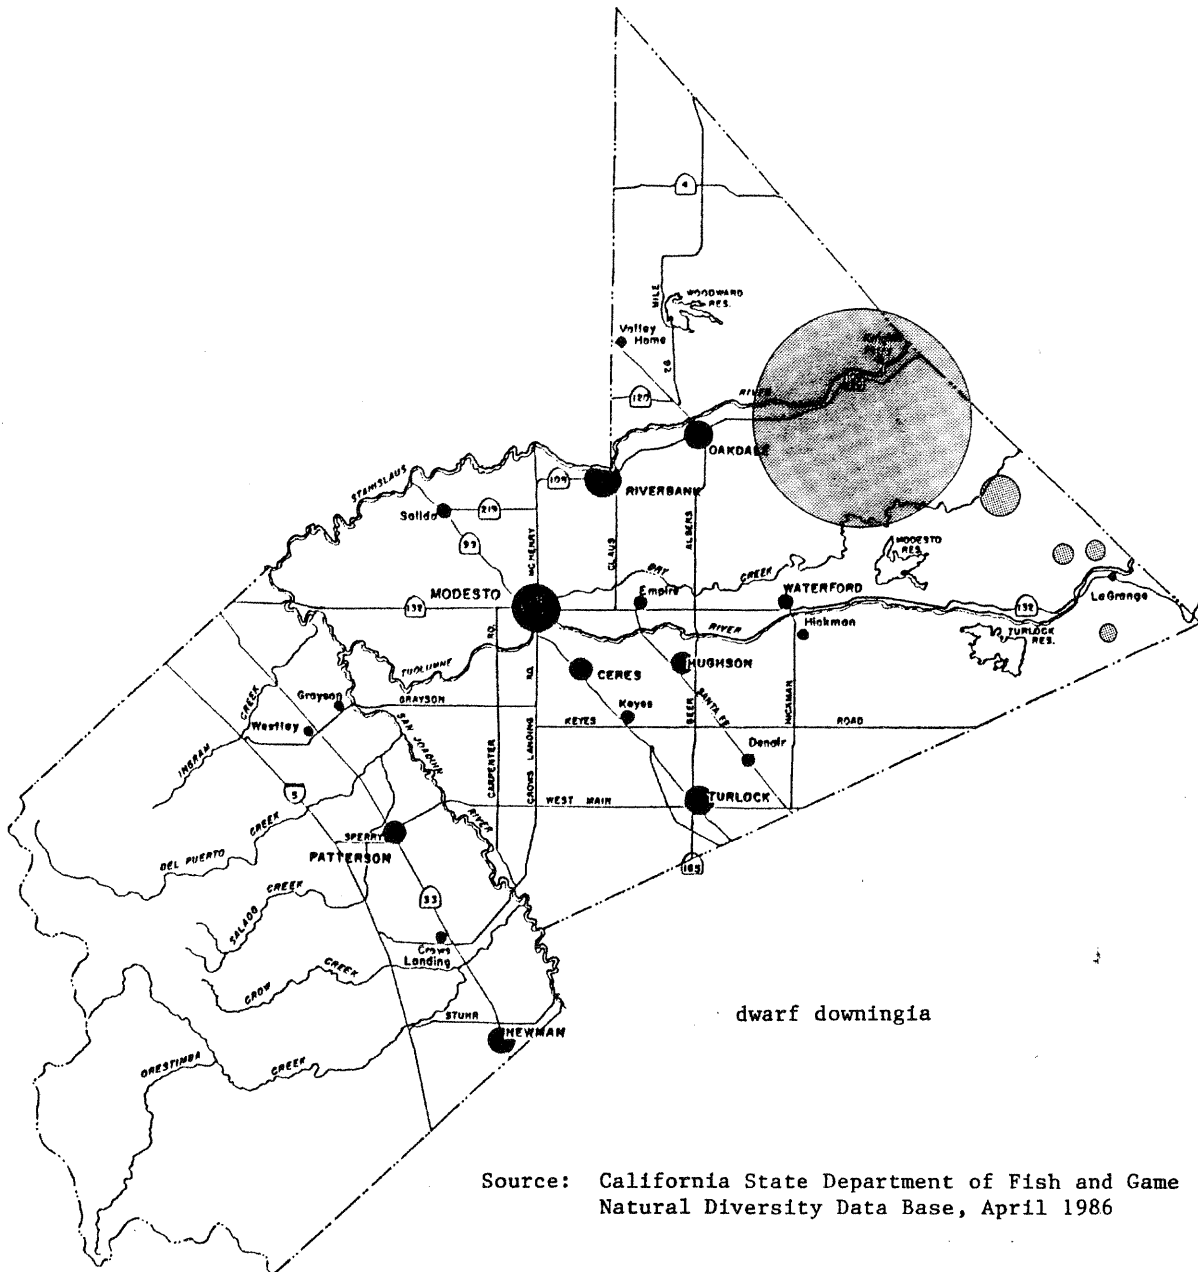 4
WOODWARD
RES.
MILE
Valley
Home
26
120
RIVER
OAKDALE
STANISLAUS
108
RIVERBANK
Salida
219
99
McHENRY
CLAUS
ALBERS
MODESTO
RES.
DRY
CREEK
MODESTO
Empire
WATERFORD
132
132
LaGrange
Hickman
RIVER
TURLOCK
RES.
RD.
TUOLUMNE
HUGHSON
CERES
RD.
Grayson
GRAYSON
CREEK
Westley
SAN JOAQUIN
Keyes
KEYES
ROAD
SANTA FE
HICKMAN
GEER
Denair
INGRAM
CARPENTER
CROWS LANDING
5
WEST MAIN
TURLOCK
RIVER
CREEK
SPERRY
PATTERSON
DEL PUERTO
165
CREEK
SALADO
33
Crows
Landing
CREEK
CROW
STUHR
NEWMAN
ORESTIMBA
CREEK
dwarf downingia
Source: California State Department of Fish and Game
Natural Diversity Data Base, April 1986